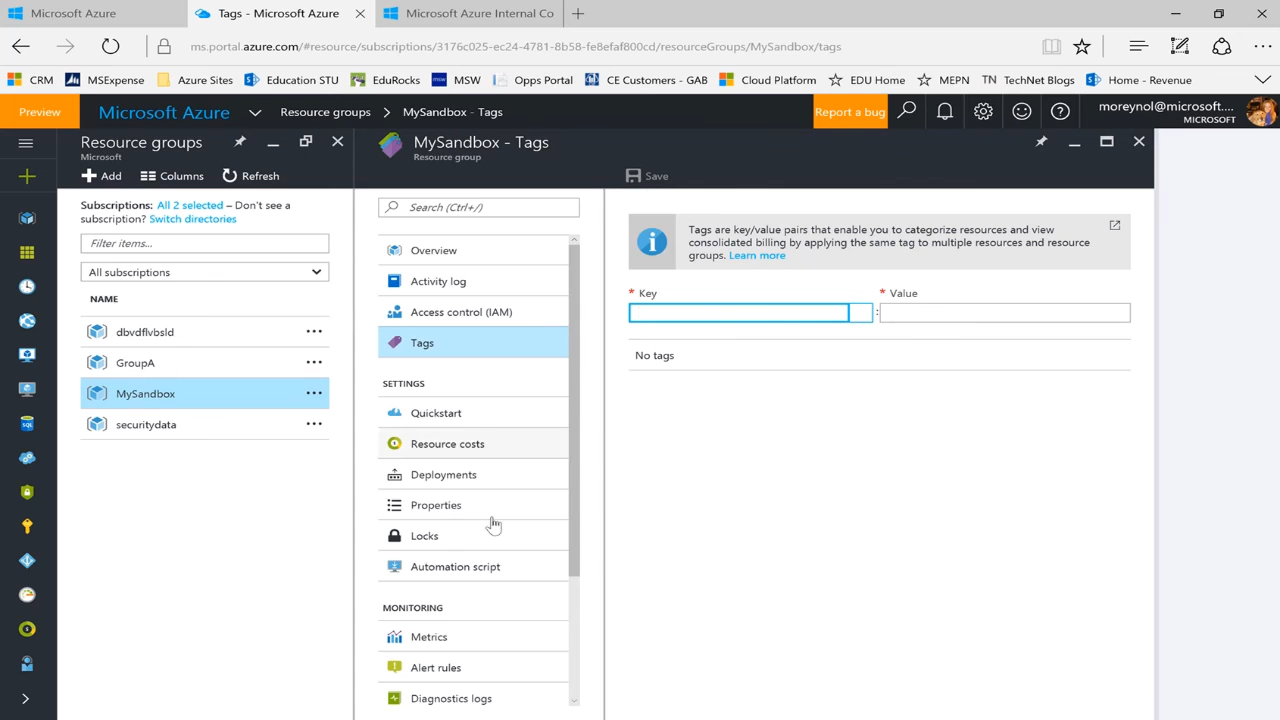 Microsoft Azure
Tags - Microsoft Azure
Microsoft Azure Internal Co
ms.portal.azure.com/#resource/subscriptions/3176c025-ec24-4781-8b58-fe8efaf800cd/resourceGroups/MySandbox/tags
CRM
MSExpense
Azure Sites
Education STU
EduRocks
MSW
Opps Portal
CE Customers - GAB
Cloud Platform
EDU Home
MEPN
TN TechNet Blogs
Home - Revenue
Preview
Microsoft Azure
Resource groups
MySandbox - Tags
Report a bug
moreynol@microsoft....
MICROSOFT
Resource groups
Microsoft
Add
Columns
Refresh
Subscriptions: All 2 selected – Don't see a
subscription? Switch directories
Filter items...
All subscriptions
NAME
dbvdflvbsld
GroupA
MySandbox
securitydata
SQL
MySandbox - Tags
Resource group
Search (Ctrl+/)
Overview
Activity log
Access control (IAM)
Tags
SETTINGS
Quickstart
Resource costs
Deployments
Properties
Locks
Automation script
MONITORING
Metrics
Alert rules
Diagnostics logs
Save
Tags are key/value pairs that enable you to categorize resources and view
consolidated billing by applying the same tag to multiple resources and resource
groups. Learn more
* Key
* Value
:
No tags